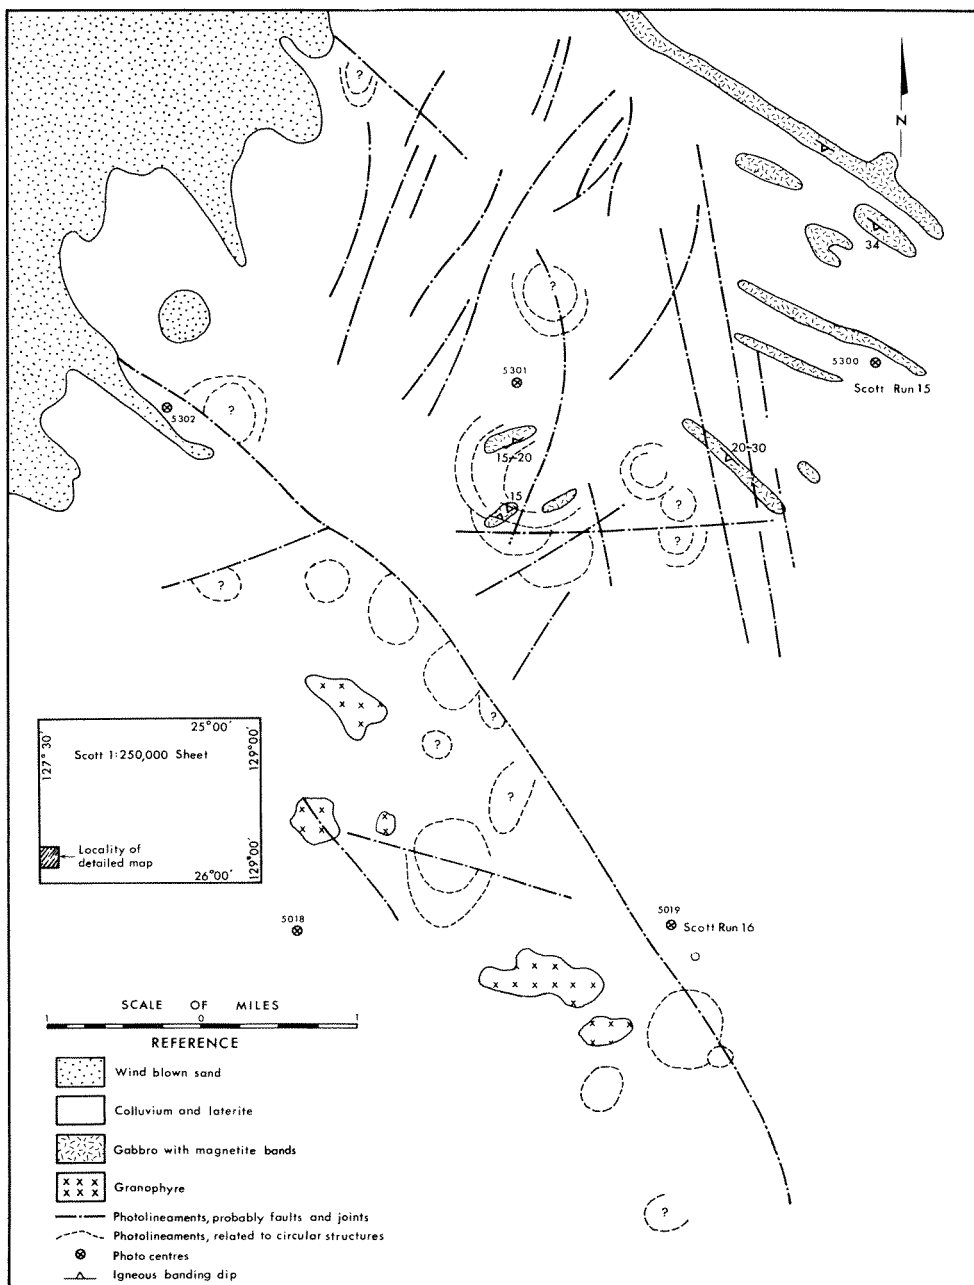 ?
N
34
?
5301
5300
Scott Run 15
5302
?
15-20
20-30
15
?
?
?
25°00′
127° 30′
Scott 1:250,000 Sheet
129°00′
?
?
?
Locality of
detailed map
26°00′
129°00′
5018
5019
Scott Run 16
SCALE OF MILES
1 0 1
REFERENCE
Wind blown sand
Colluvium and laterite
Gabbro with magnetite bands
Granophyre
Photolineaments, probably faults and joints
Photolineaments, related to circular structures
Photo centres
Igneous banding dip
?